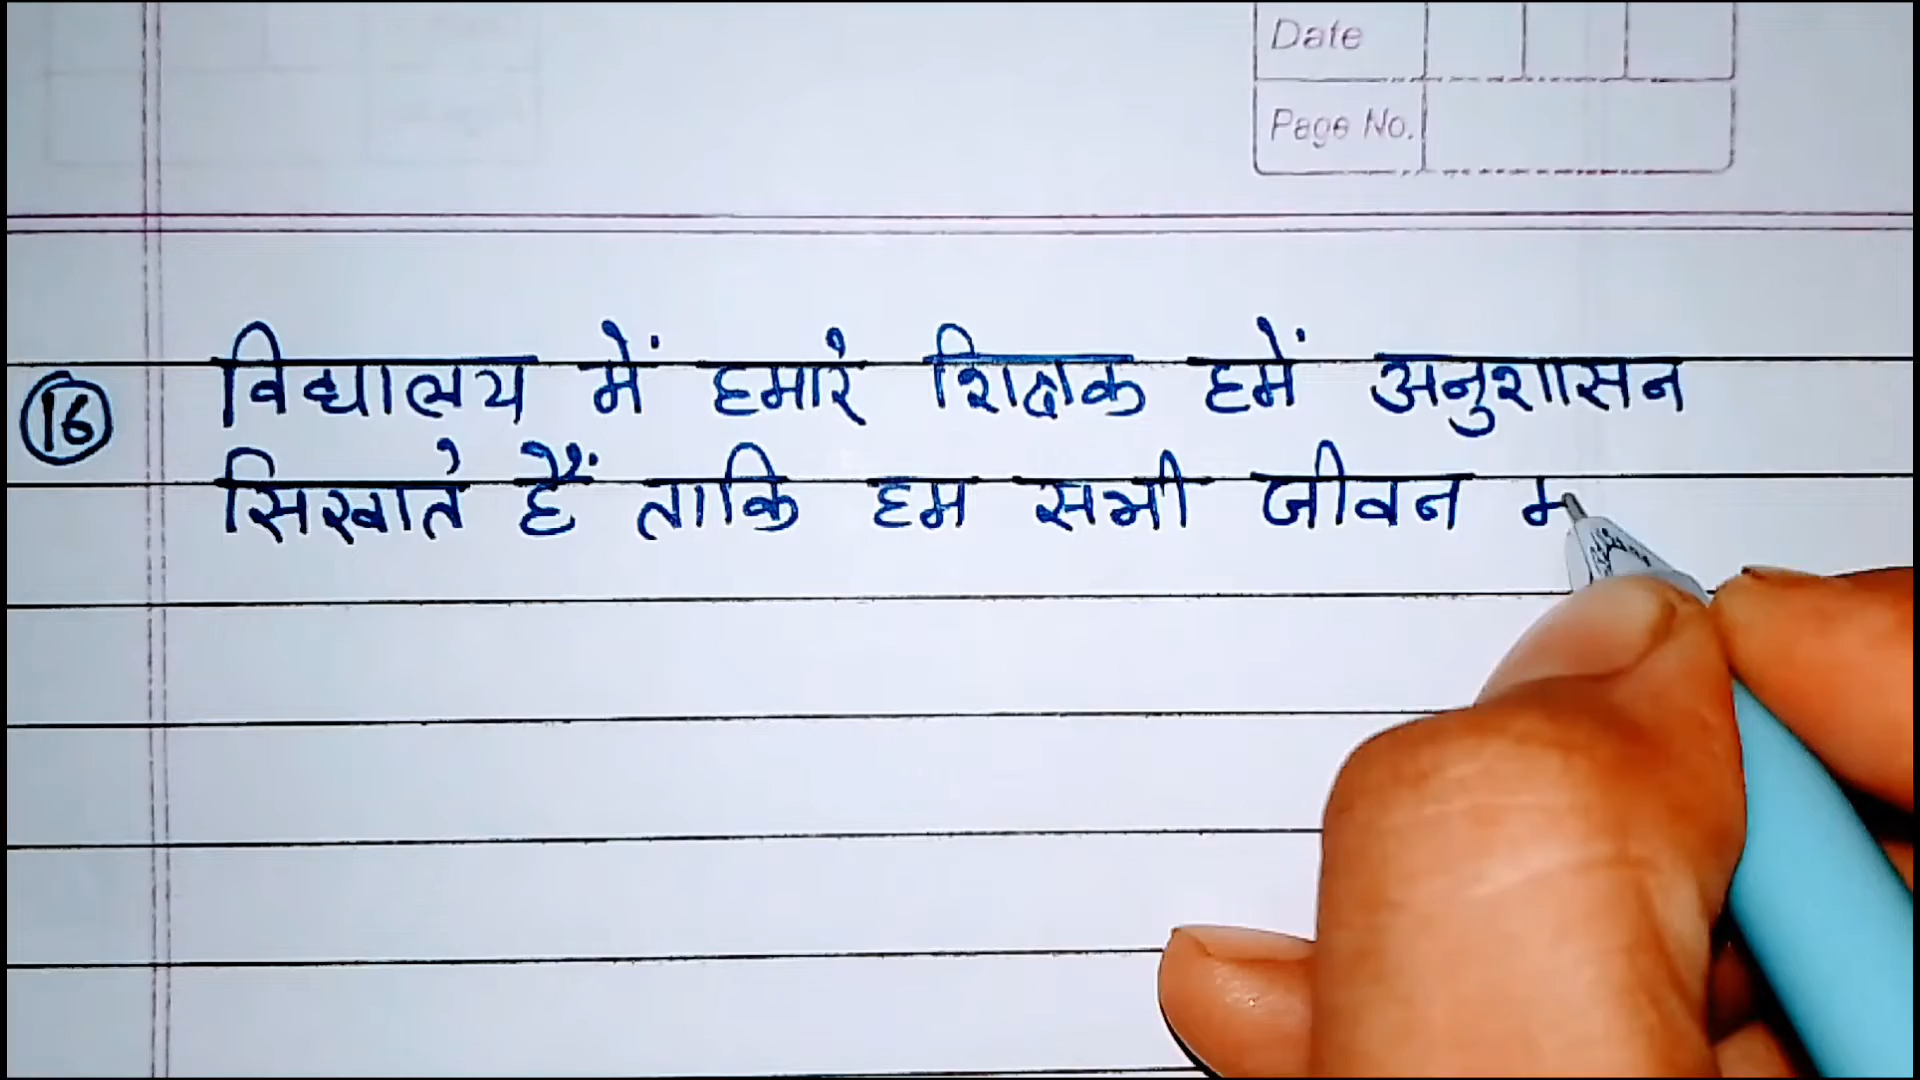 Date
Page No.
16 विद्यालय में हमारे शिक्षक हमें अनुशासन
सिखाते हैं ताकि हम सभी जीवन म